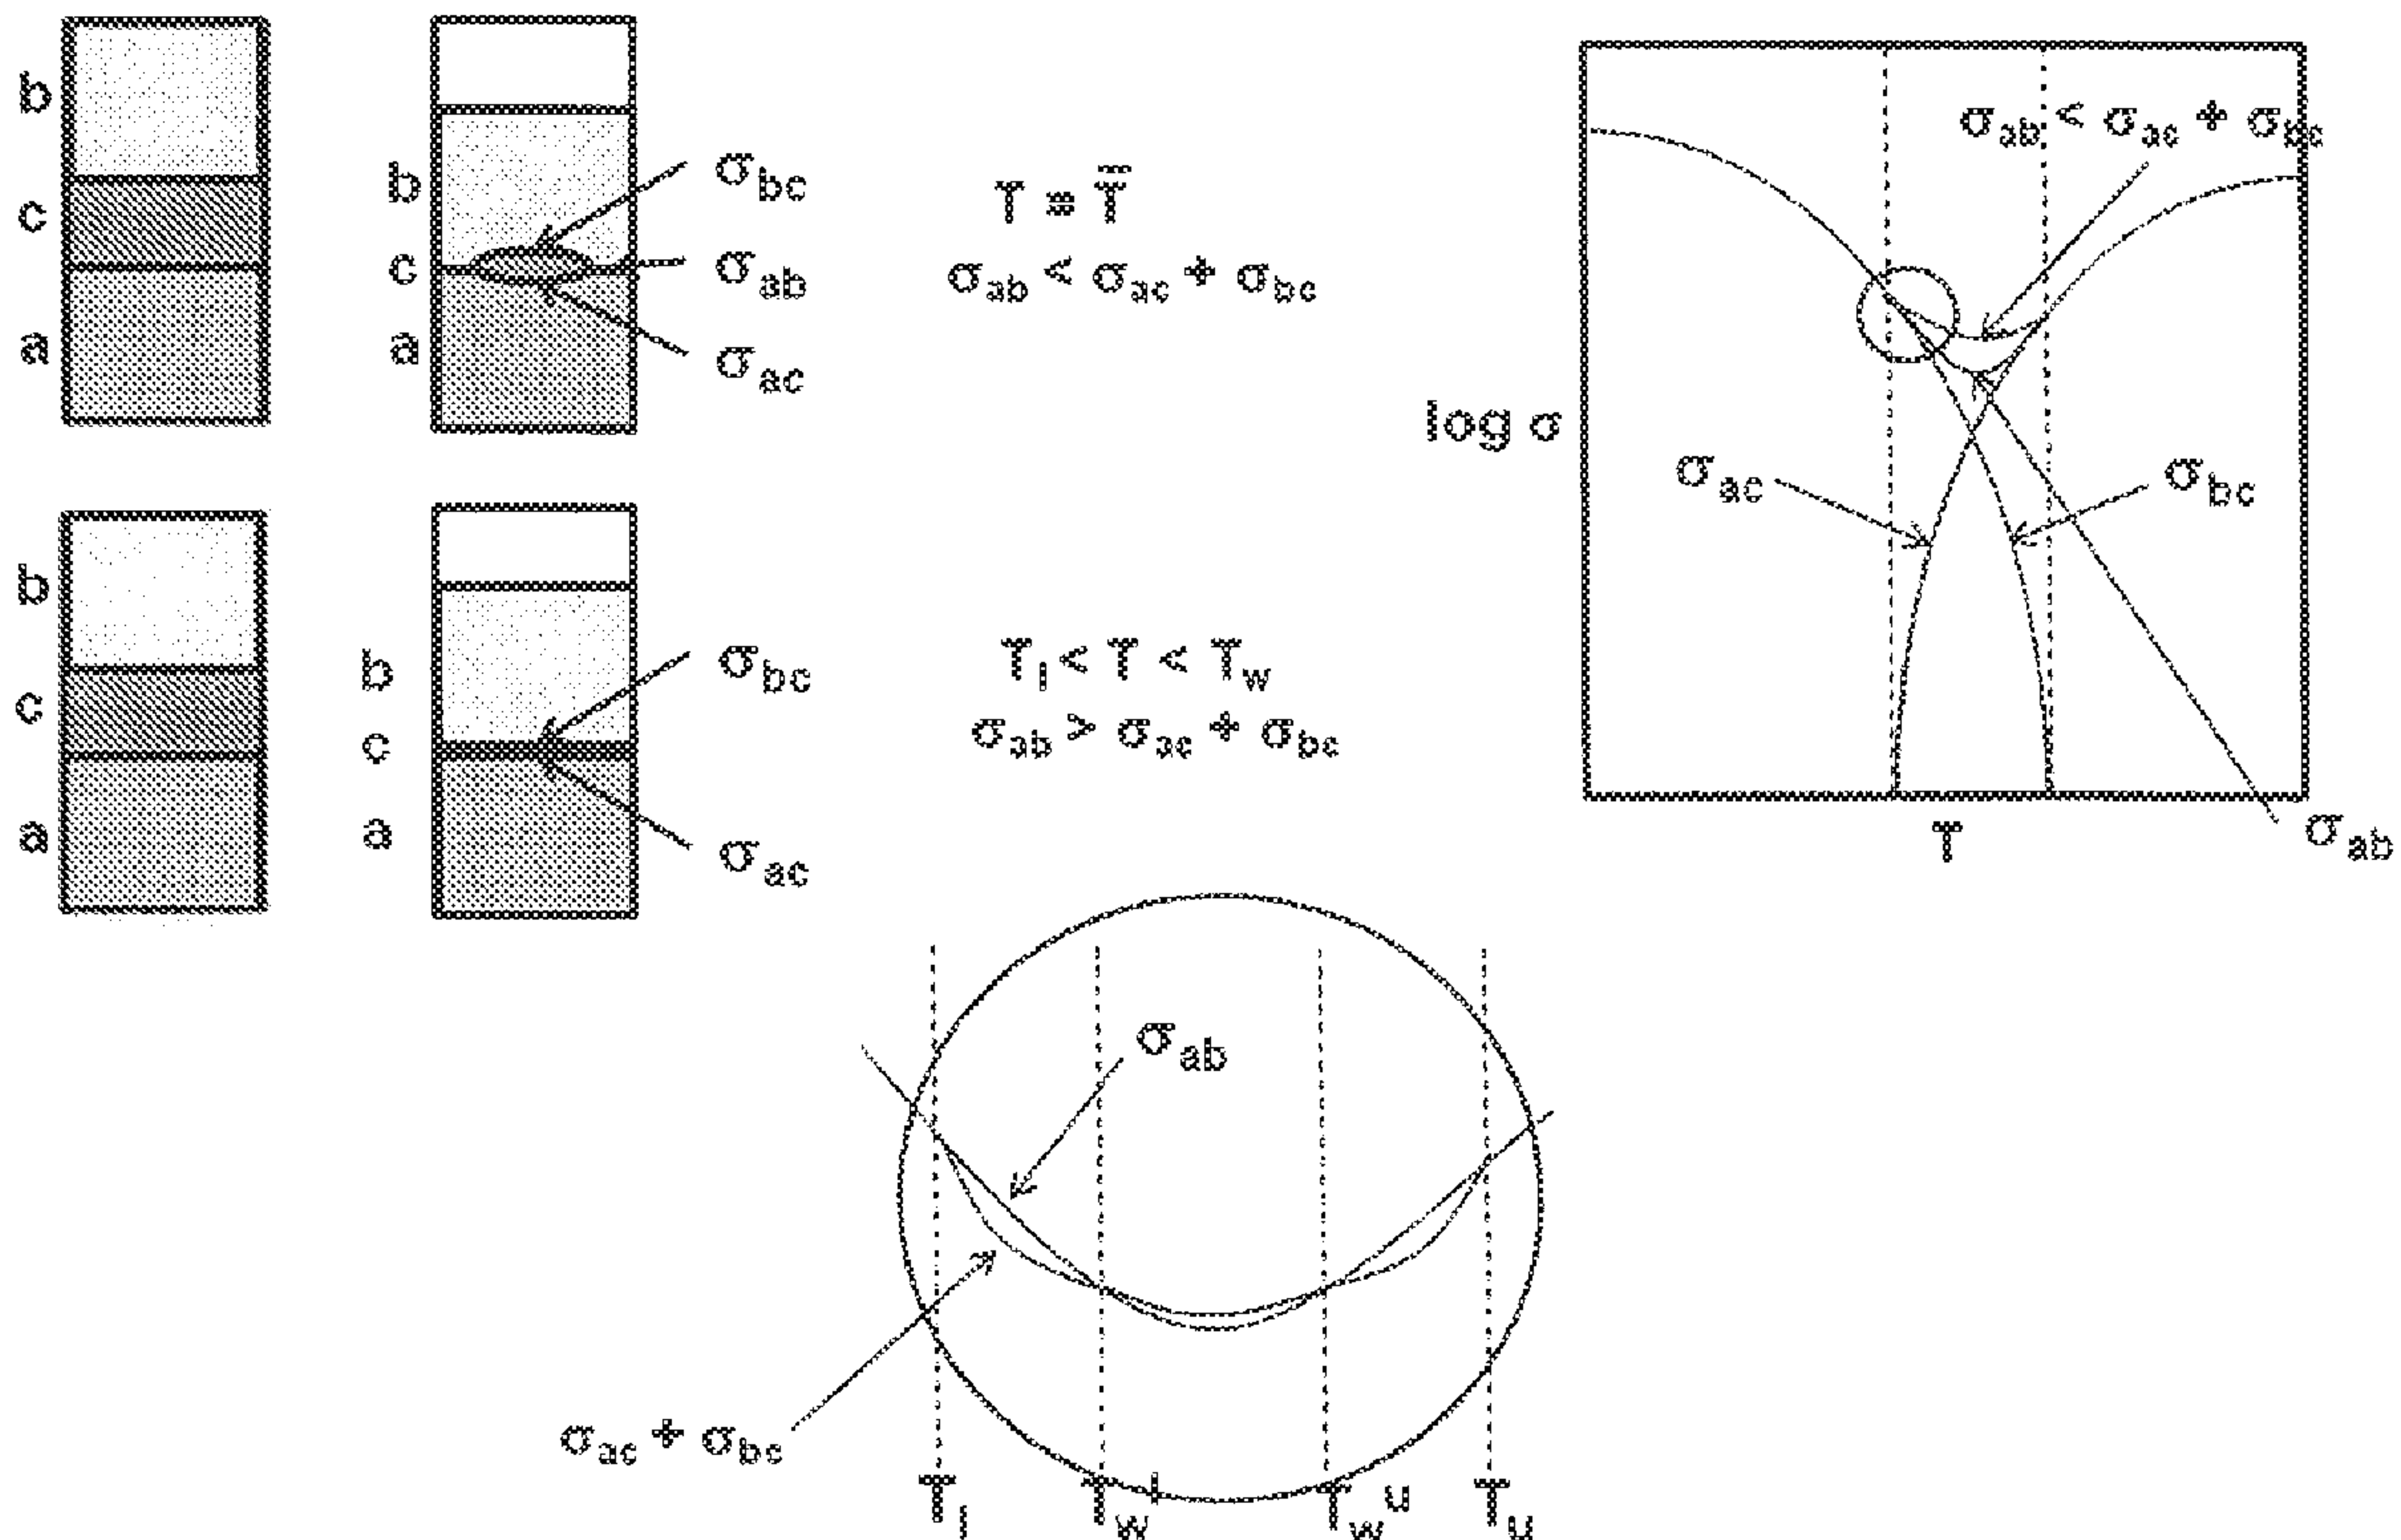 b
c
a
b
c
a
σbc
σab
σac
T ≡ T̿
σab < σac + σbc
b
c
a
b
c
a
σbc
σac
Tl < T < Tw
σab > σac + σbc
σab < σac + σbc
log σ
σac
σbc
T
σab
σab
σac + σbc
Tl
Twl
Twu
Tu